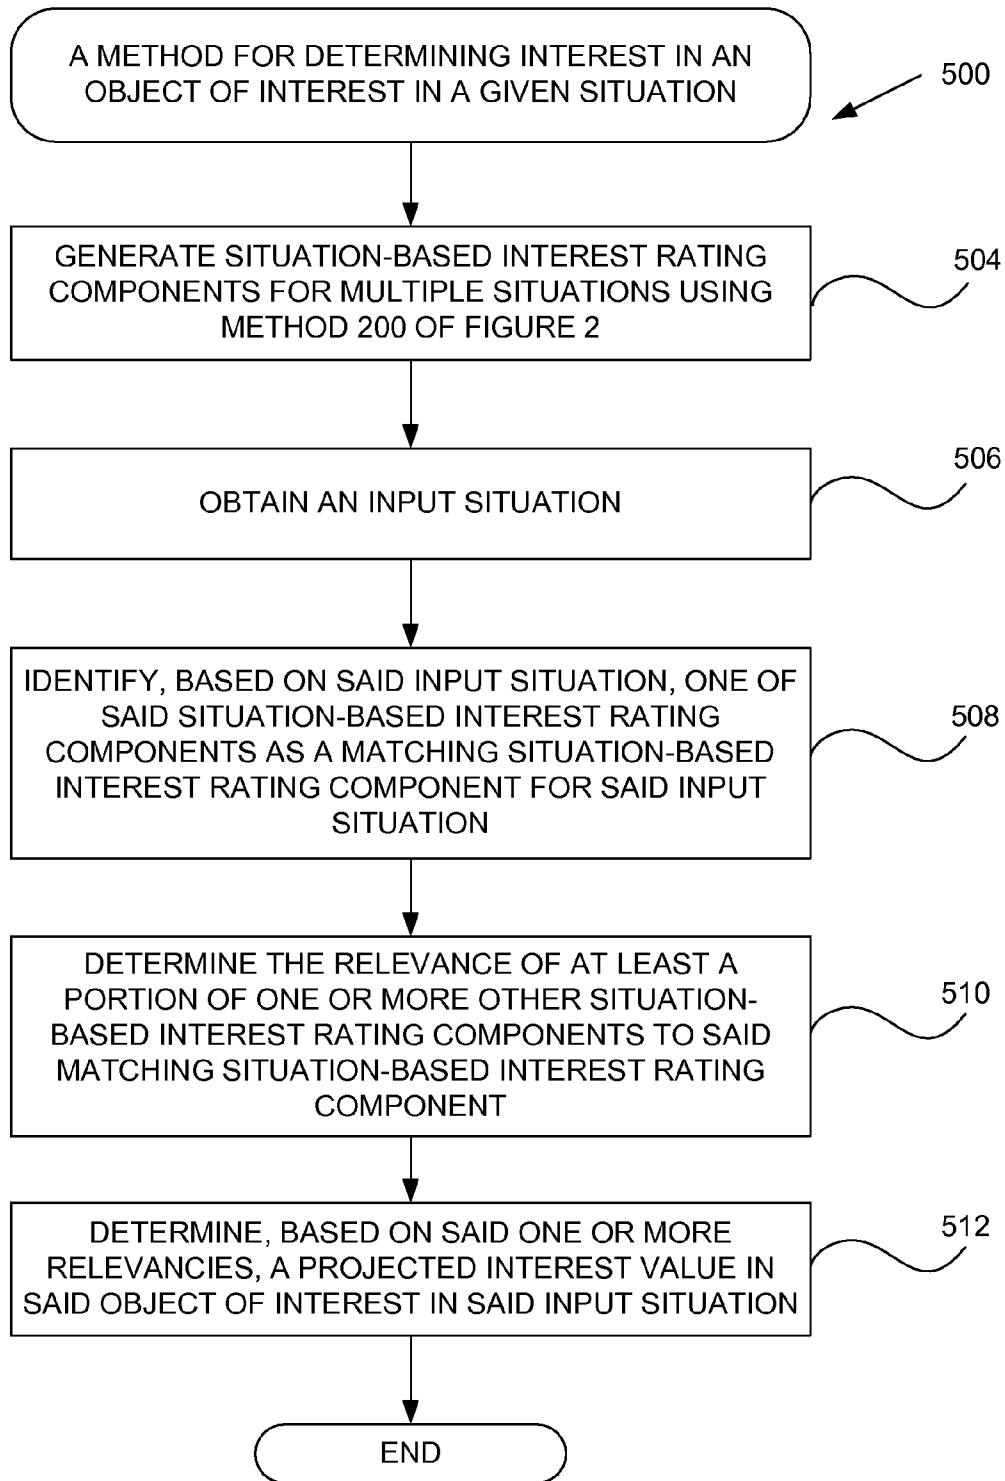 A METHOD FOR DETERMINING INTEREST IN AN
OBJECT OF INTEREST IN A GIVEN SITUATION
500
GENERATE SITUATION-BASED INTEREST RATING
COMPONENTS FOR MULTIPLE SITUATIONS USING
METHOD 200 OF FIGURE 2
504
OBTAIN AN INPUT SITUATION
506
IDENTIFY, BASED ON SAID INPUT SITUATION, ONE OF
SAID SITUATION-BASED INTEREST RATING
COMPONENTS AS A MATCHING SITUATION-BASED
INTEREST RATING COMPONENT FOR SAID INPUT
SITUATION
508
DETERMINE THE RELEVANCE OF AT LEAST A
PORTION OF ONE OR MORE OTHER SITUATION-
BASED INTEREST RATING COMPONENTS TO SAID
MATCHING SITUATION-BASED INTEREST RATING
COMPONENT
510
DETERMINE, BASED ON SAID ONE OR MORE
RELEVANCIES, A PROJECTED INTEREST VALUE IN
SAID OBJECT OF INTEREST IN SAID INPUT SITUATION
512
END